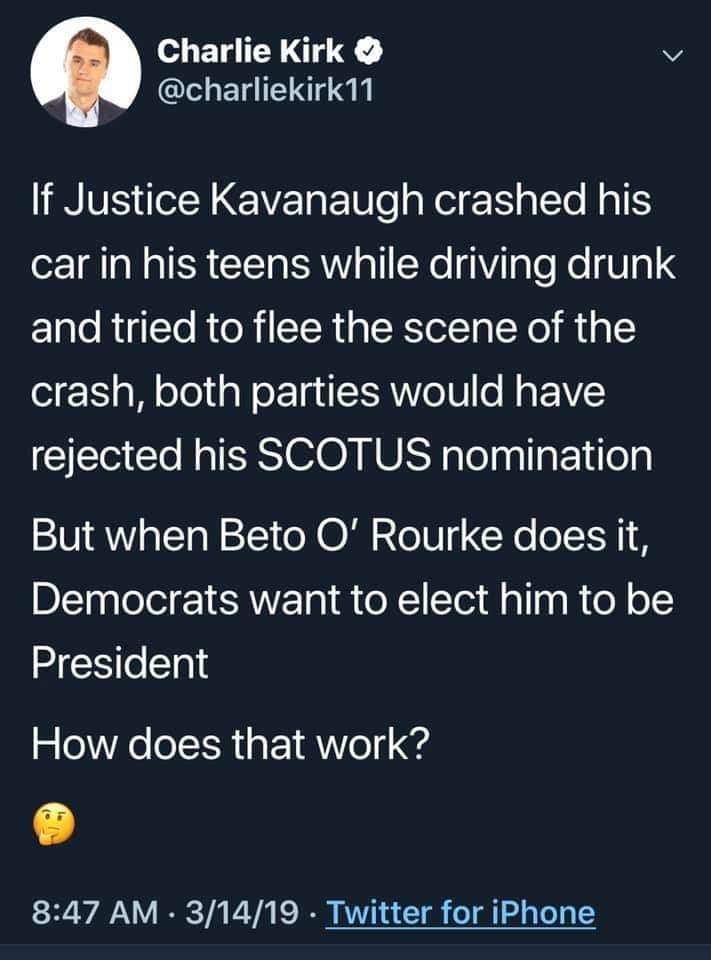 Charlie Kirk
@charliekirk11
If Justice Kavanaugh crashed his
car in his teens while driving drunk
and tried to flee the scene of the
crash, both parties would have
rejected his SCOTUS nomination
But when Beto O’ Rourke does it,
Democrats want to elect him to be
President
How does that work?
🤔
8:47 AM · 3/14/19 · Twitter for iPhone